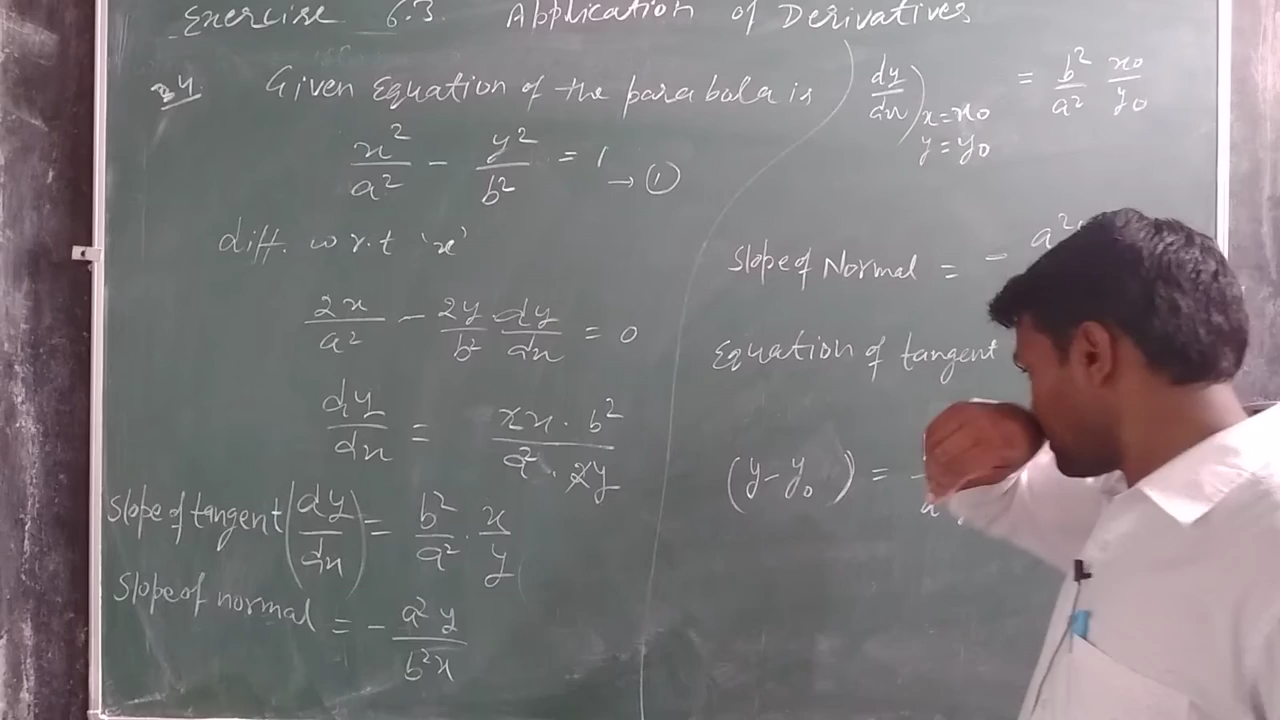 Exercise 6.3. Application of Derivatives
24. Given Equation of the parabola is
x²/a² - y²/b² = 1 → ①
diff. w.r.t 'x'
2x/a² - 2y/b² · dy/dx = 0
dy/dx = 2x · b² / a² · 2y
Slope of tangent (dy/dx) = b²/a² · x/y
Slope of normal = - a²y/b²x
dy/dx) x=x₀ y=y₀ = b²/a² x₀/y₀
Slope of Normal = - a²
Equation of tangent
(y-y₀) =